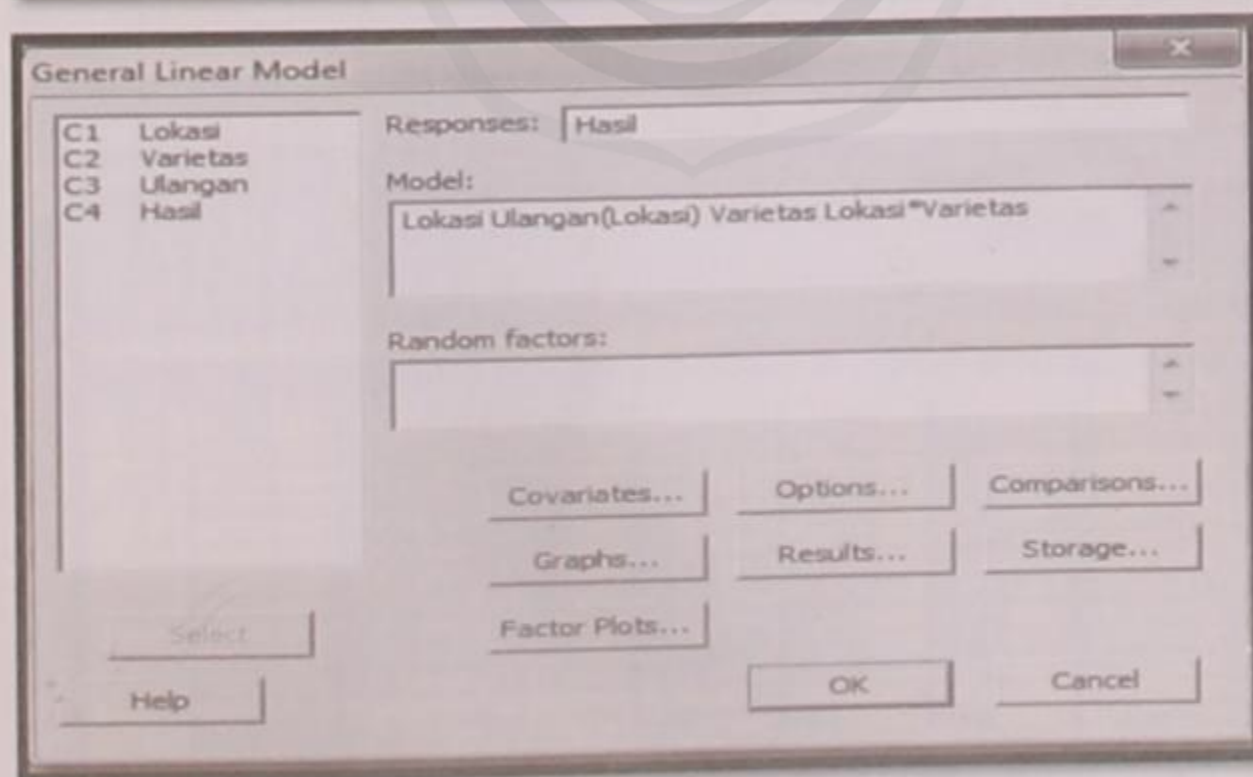 General Linear Model
C1 Lokasi
C2 Varietas
C3 Ulangan
C4 Hasil
Responses: Hasil
Model:
Lokasi Ulangan(Lokasi) Varietas Lokasi*Varietas
Random factors:
Covariates... Options... Comparisons...
Graphs... Results... Storage...
Factor Plots...
Select
Help OK Cancel